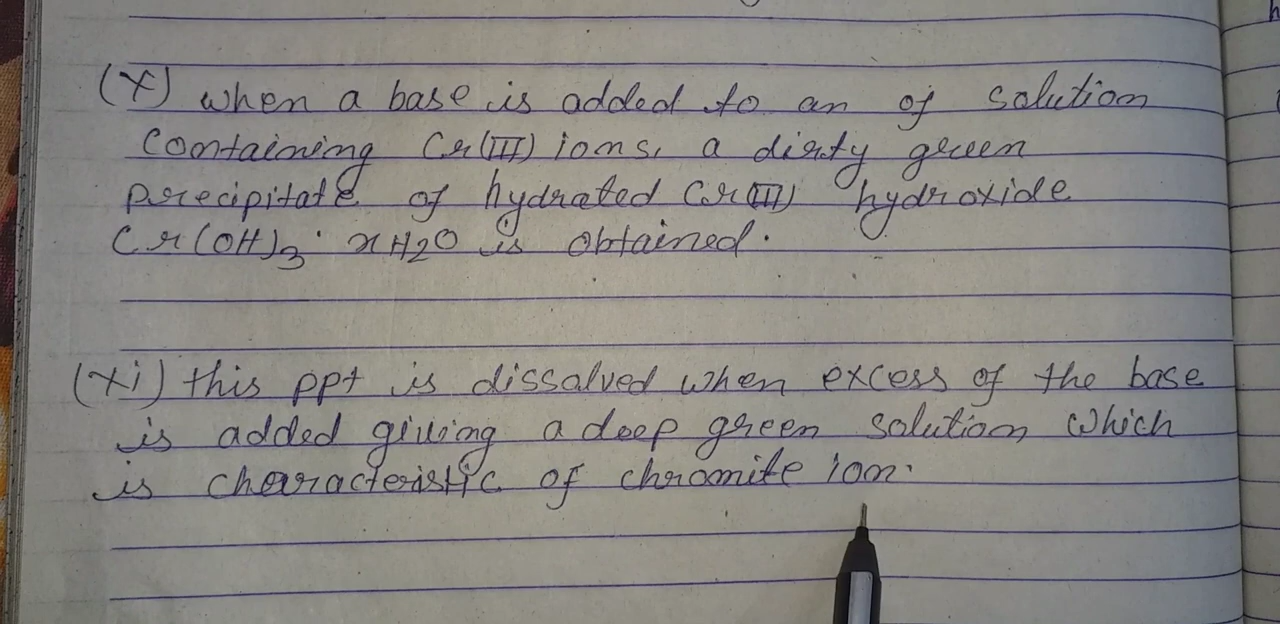 (x) when a base is added to an of solution
containing Cr(III) ions, a dirty green
precipitate of hydrated Cr(III) hydroxide
Cr(OH)3· xH2O is obtained.
(xi) this ppt is dissolved when excess of the base
is added giving a deep green solution which
is characteristic of chromite ion.